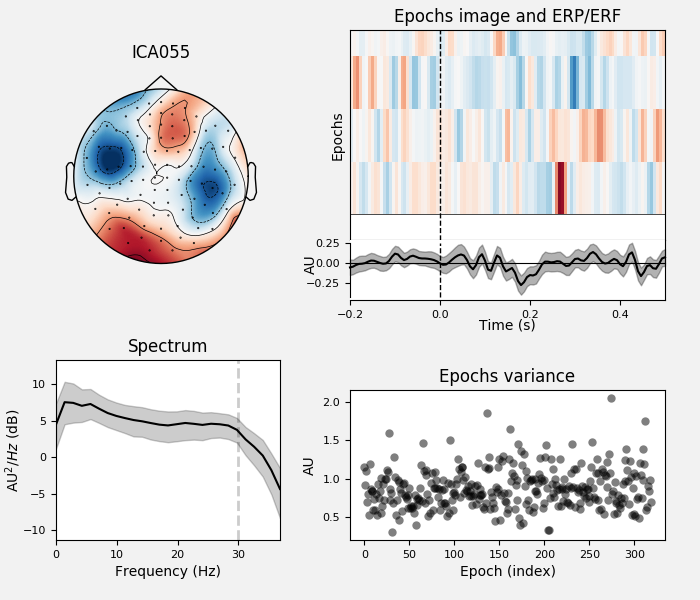 ICA055
Epochs image and ERP/ERF
Epochs
0.25
0.00
−0.25
AU
−0.2
0.0
0.2
0.4
Time (s)
Spectrum
10
5
0
−5
−10
AU²/Hz (dB)
0
10
20
30
Frequency (Hz)
Epochs variance
2.0
1.5
1.0
0.5
AU
0
50
100
150
200
250
300
Epoch (index)